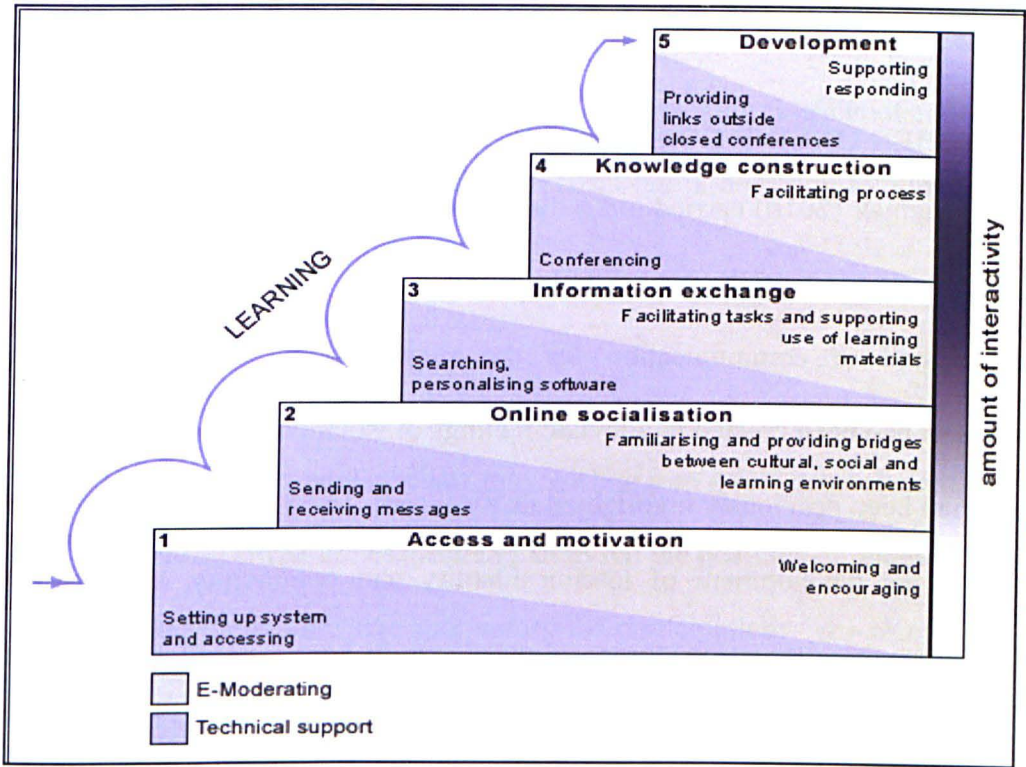 5 Development
Supporting
responding
Providing
links outside
closed conferences
4 Knowledge construction
Facilitating process
Conferencing
3 Information exchange
Facilitating tasks and supporting
use of learning
materials
Searching,
personalising software
2 Online socialisation
Familiarising and providing bridges
between cultural, social and
learning environments
Sending and
receiving messages
1 Access and motivation
Welcoming and
encouraging
Setting up system
and accessing
LEARNING
amount of interactivity
E-Moderating
Technical support